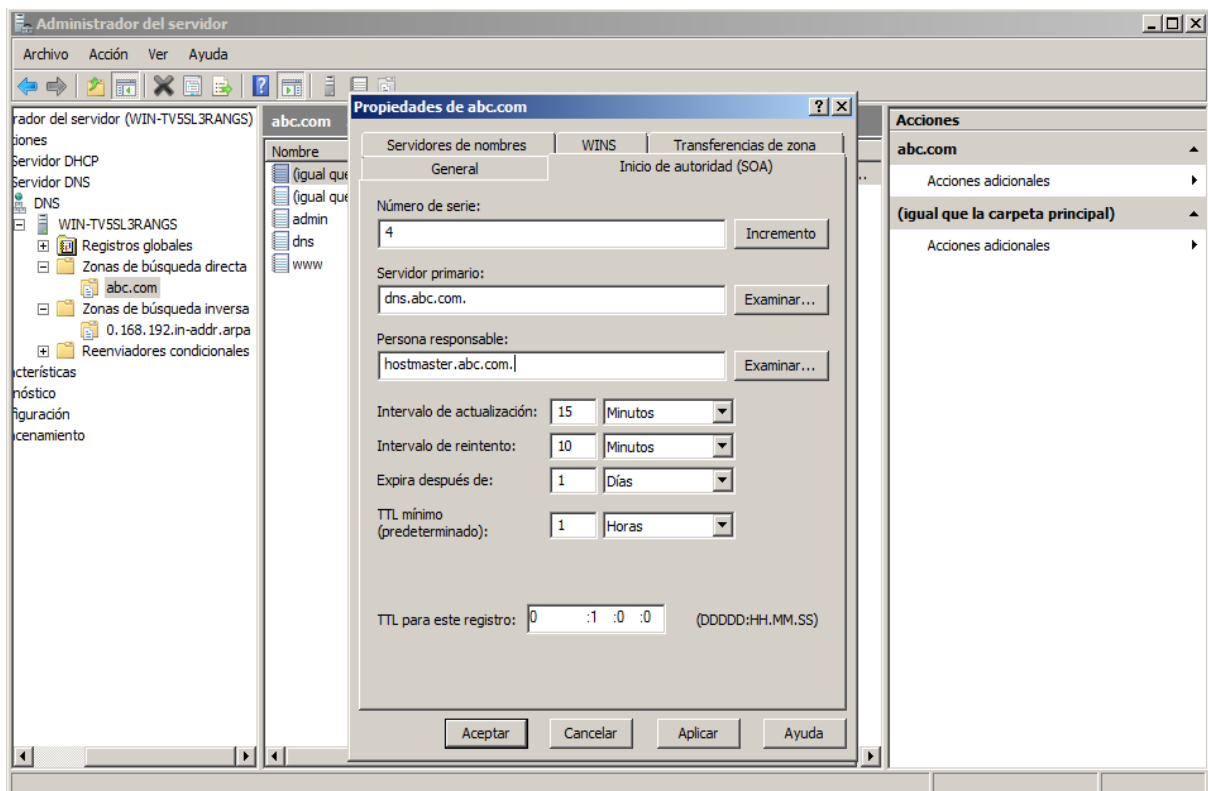 Administrador del servidor
Archivo Acción Ver Ayuda
rador del servidor (WIN-TV5SL3RANGS)
ciones
Servidor DHCP
Servidor DNS
DNS
WIN-TV5SL3RANGS
Registros globales
Zonas de búsqueda directa
abc.com
Zonas de búsqueda inversa
0.168.192.in-addr.arpa
Reenviadores condicionales
acterísticas
nóstico
figuración
acenamiento
abc.com
Nombre
(igual que
(igual que
admin
dns
www
Propiedades de abc.com
Servidores de nombres WINS Transferencias de zona
General Inicio de autoridad (SOA)
Número de serie:
4 Incremento
Servidor primario:
dns.abc.com. Examinar...
Persona responsable:
hostmaster.abc.com. Examinar...
Intervalo de actualización: 15 Minutos
Intervalo de reintento: 10 Minutos
Expira después de: 1 Días
TTL mínimo
(predeterminado): 1 Horas
TTL para este registro: 0 :1 :0 :0 (DDDDD:HH.MM.SS)
Aceptar Cancelar Aplicar Ayuda
..
Acciones
abc.com
Acciones adicionales
(igual que la carpeta principal)
Acciones adicionales